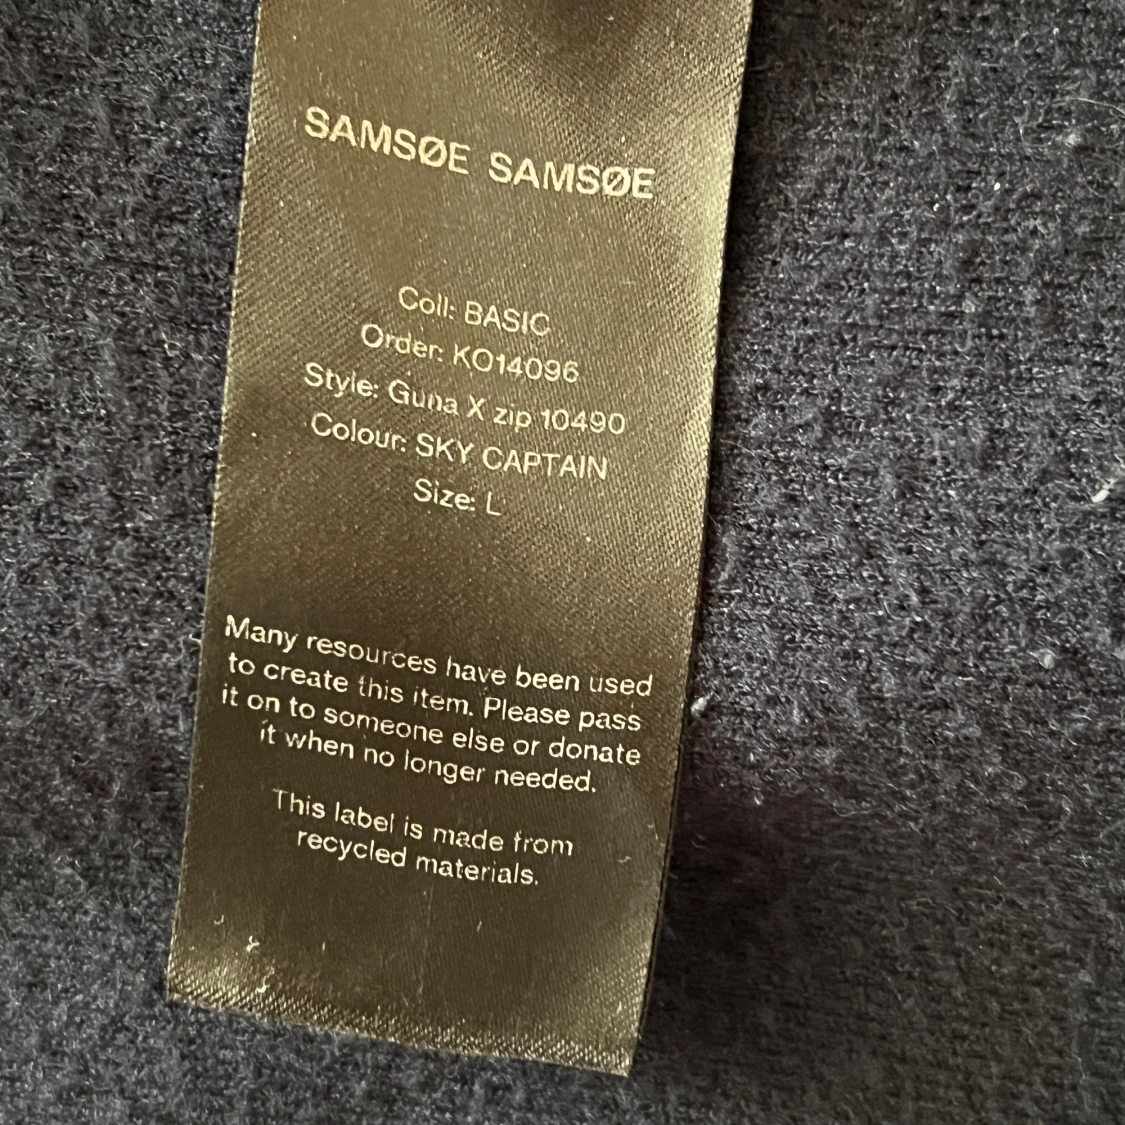 SAMSØE SAMSØE
Coll: BASIC
Order: KO14096
Style: Guna X zip 10490
Colour: SKY CAPTAIN
Size: L
Many resources have been used
to create this item. Please pass
it on to someone else or donate
it when no longer needed.
This label is made from
recycled materials.